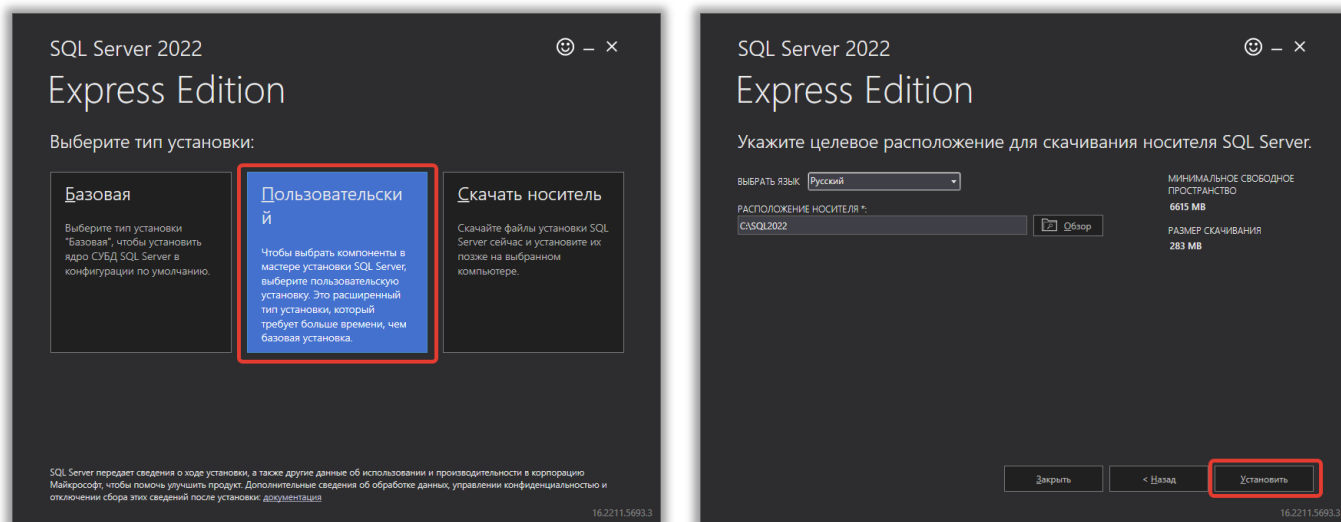 SQL Server 2022
Express Edition
Выберите тип установки:
Базовая
Выберите тип установки
"Базовая", чтобы установить
ядро СУБД SQL Server в
конфигурации по умолчанию.
Пользовательски
й
Чтобы выбрать компоненты в
мастере установки SQL Server,
выберите пользовательскую
установку. Это расширенный
тип установки, который
требует больше времени, чем
базовая установка.
Скачать носитель
Скачайте файлы установки SQL
Server сейчас и установите их
позже на выбранном
компьютере.
SQL Server передает сведения о ходе установки, а также другие данные об использовании и производительности в корпорацию
Майкрософт, чтобы помочь улучшить продукт. Дополнительные сведения об обработке данных, управлении конфиденциальностью и
отключении сбора этих сведений после установки: документация
16.2211.5693.3
SQL Server 2022
Express Edition
Укажите целевое расположение для скачивания носителя SQL Server.
ВЫБРАТЬ ЯЗЫК Русский
РАСПОЛОЖЕНИЕ НОСИТЕЛЯ *:
C:\SQL2022
Обзор
МИНИМАЛЬНОЕ СВОБОДНОЕ
ПРОСТРАНСТВО
6615 MB
РАЗМЕР СКАЧИВАНИЯ
283 MB
Закрыть
< Назад
Установить
16.2211.5693.3